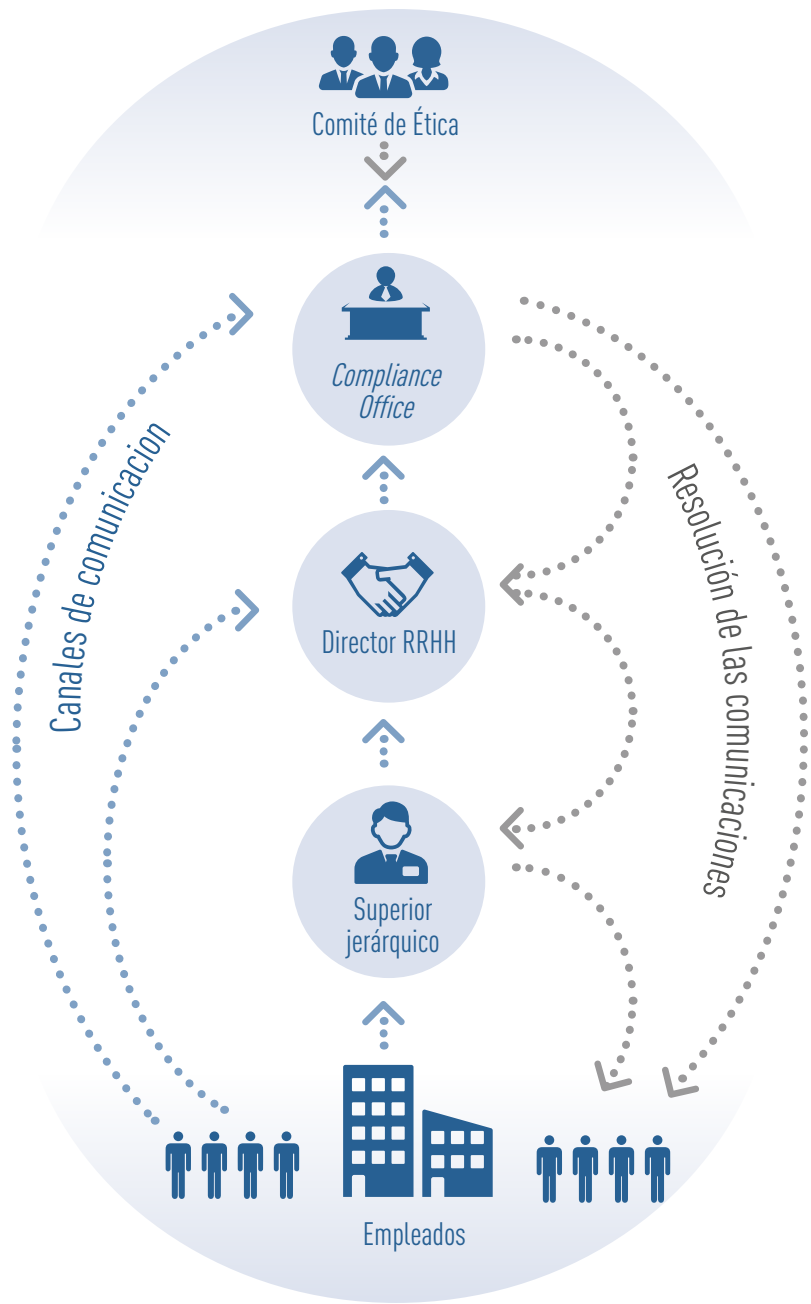 Comité de Ética
Compliance
Office
Canales de comunicacion
Resolución de las comunicaciones
Director RRHH
Superior
jerárquico
Empleados